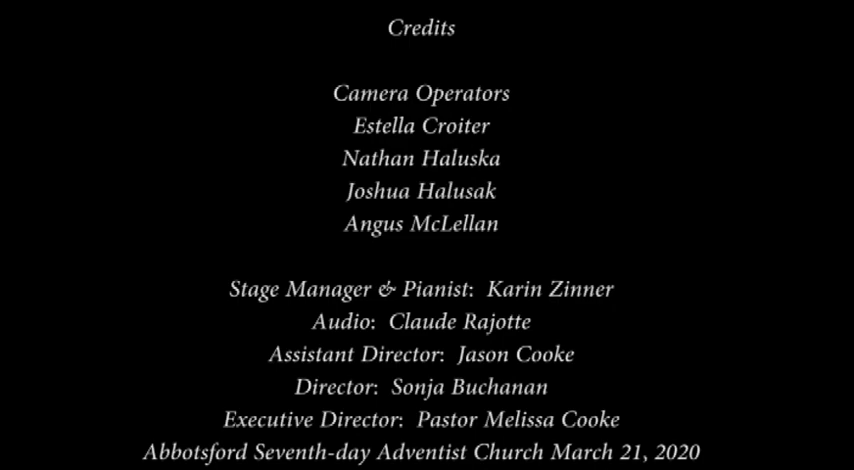 Credits
Camera Operators
Estella Croiter
Nathan Haluska
Joshua Halusak
Angus McLellan
Stage Manager & Pianist:  Karin Zinner
Audio:  Claude Rajotte
Assistant Director:  Jason Cooke
Director:  Sonja Buchanan
Executive Director:  Pastor Melissa Cooke
Abbotsford Seventh-day Adventist Church March 21, 2020